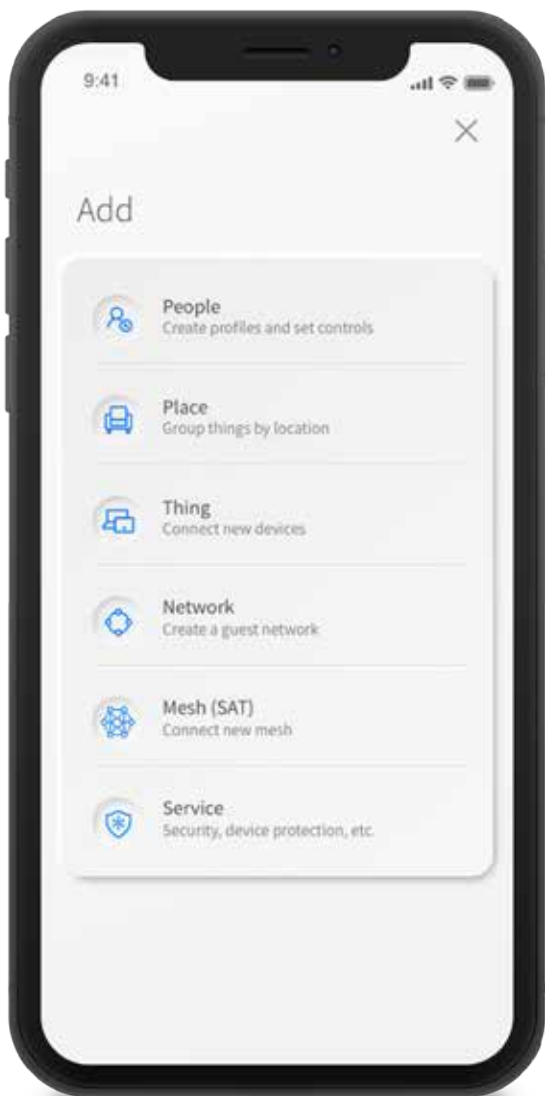 9:41
Add
People
Create profiles and set controls
Place
Group things by location
Thing
Connect new devices
Network
Create a guest network
Mesh (SAT)
Connect new mesh
Service
Security, device protection, etc